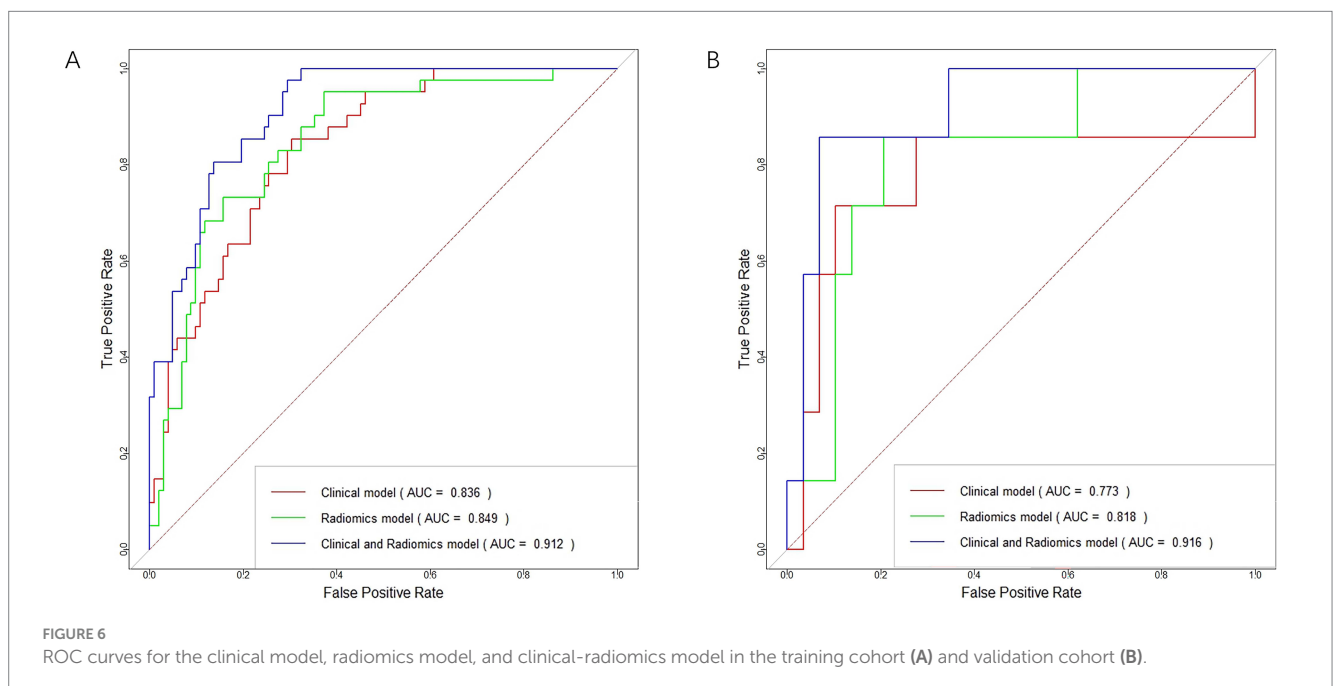 A
True Positive Rate
1.0
0.8
0.6
0.4
0.2
0.0
Clinical model ( AUC = 0.836 )
Radiomics model ( AUC = 0.849 )
Clinical and Radiomics model ( AUC = 0.912 )
0.0 0.2 0.4 0.6 0.8 1.0
False Positive Rate
B
True Positive Rate
1.0
0.8
0.6
0.4
0.2
0.0
Clinical model ( AUC = 0.773 )
Radiomics model ( AUC = 0.818 )
Clinical and Radiomics model ( AUC = 0.916 )
0.0 0.2 0.4 0.6 0.8 1.0
False Positive Rate
FIGURE 6
ROC curves for the clinical model, radiomics model, and clinical-radiomics model in the training cohort (A) and validation cohort (B).